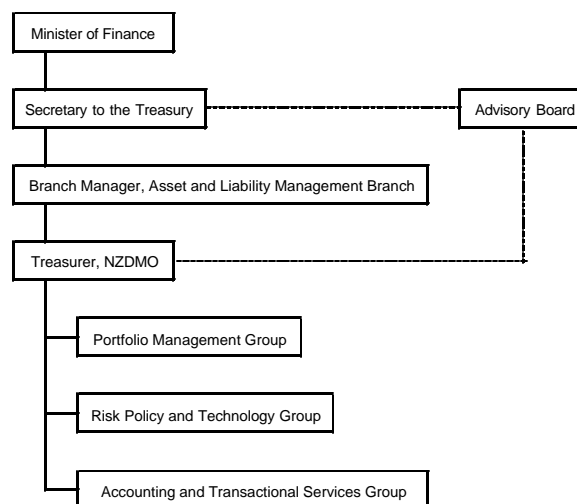 Minister of Finance
Secretary to the Treasury
Advisory Board
Branch Manager, Asset and Liability Management Branch
Treasurer, NZDMO
Portfolio Management Group
Risk Policy and Technology Group
Accounting and Transactional Services Group